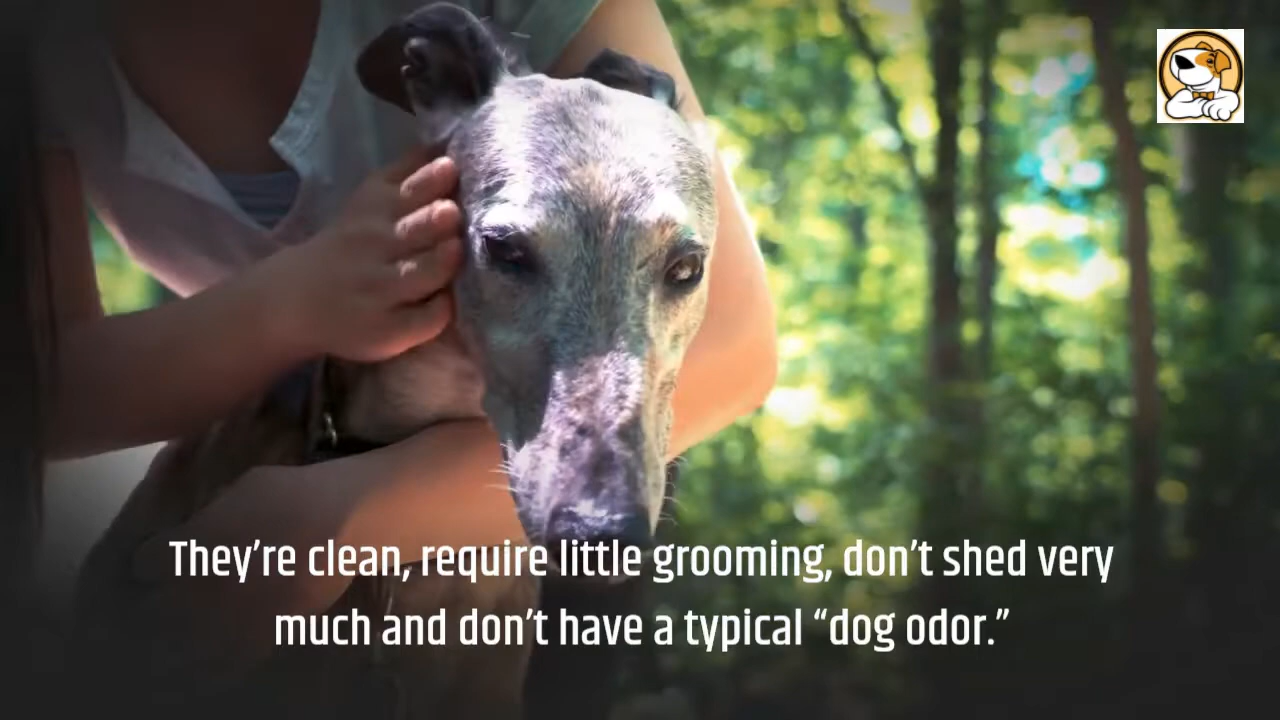 They’re clean, require little grooming, don’t shed very
much and don’t have a typical “dog odor.”